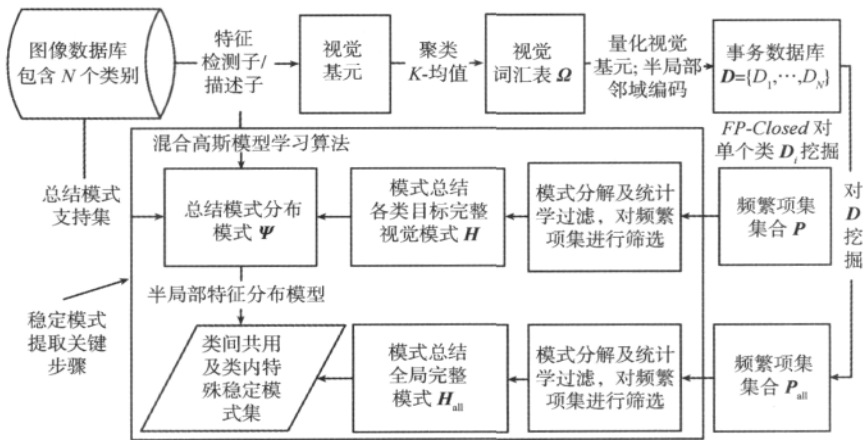 图像数据库
包含 N 个类别
特征
检测子/
描述子
视觉
基元
聚类
K-均值
视觉
词汇表 Ω
量化视觉
基元; 半局部
邻域编码
事务数据库
D={D₁,⋯,D_N}
FP-Closed 对
单个类 D_i 挖掘
对
D
挖
掘
混合高斯模型学习算法
总结模式
支持集
总结模式分布
模式 Ψ
模式总结
各类目标完整
视觉模式 H
模式分解及统计
学过滤，对频繁
项集进行筛选
频繁项集
集合 P
半局部特征分布模型
稳定模式
提取关键
步骤
类间共用
及类内特
殊稳定模
式集
模式总结
全局完整
模式 H_all
模式分解及统计
学过滤，对频繁
项集进行筛选
频繁项集
集合 P_all